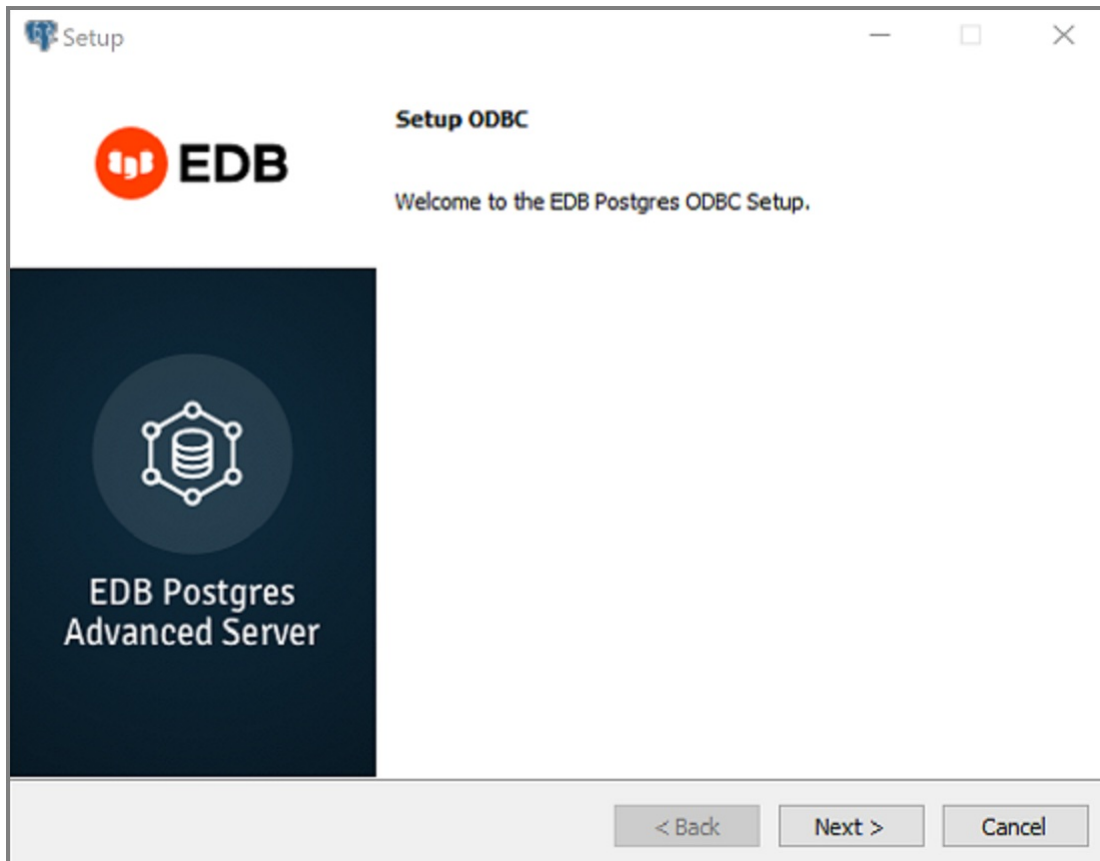 Setup
EDB
Setup ODBC
Welcome to the EDB Postgres ODBC Setup.
EDB Postgres
Advanced Server
< Back
Next >
Cancel